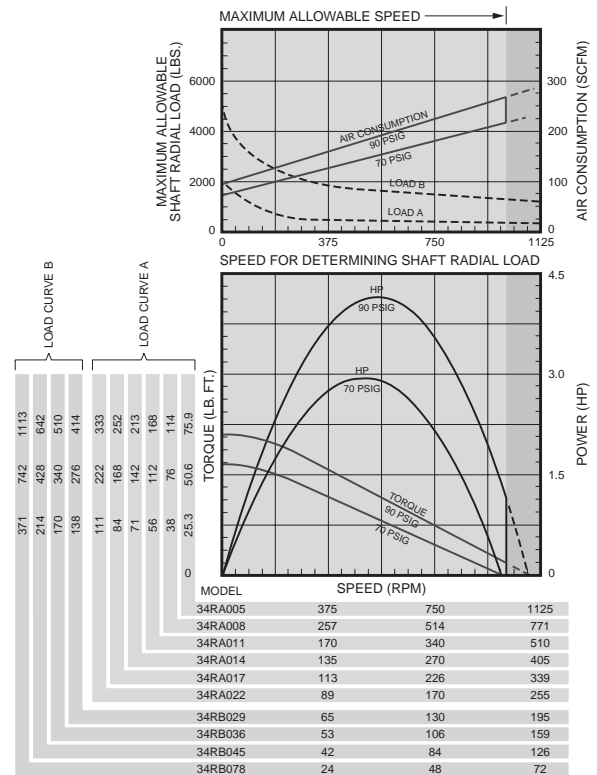 MAXIMUM ALLOWABLE SPEED
MAXIMUM ALLOWABLE
SHAFT RADIAL LOAD (LBS.)
6000
4000
2000
0
AIR CONSUMPTION
90 PSIG
70 PSIG
LOAD B
LOAD A
300
200
100
0
AIR CONSUMPTION (SCFM)
0 375 750 1125
SPEED FOR DETERMINING SHAFT RADIAL LOAD
LOAD CURVE B
LOAD CURVE A
1113 642 510 414 333 252 213 168 114 75.9
742 428 340 276 222 168 142 112 76 50.6
371 214 170 138 111 84 71 56 38 25.3
0
TORQUE (LB. FT.)
HP
90 PSIG
HP
70 PSIG
TORQUE
90 PSIG
70 PSIG
4.5
3.0
1.5
0
POWER (HP)
MODEL SPEED (RPM)
34RA005 375 750 1125
34RA008 257 514 771
34RA011 170 340 510
34RA014 135 270 405
34RA017 113 226 339
34RA022 89 170 255
34RB029 65 130 195
34RB036 53 106 159
34RB045 42 84 126
34RB078 24 48 72